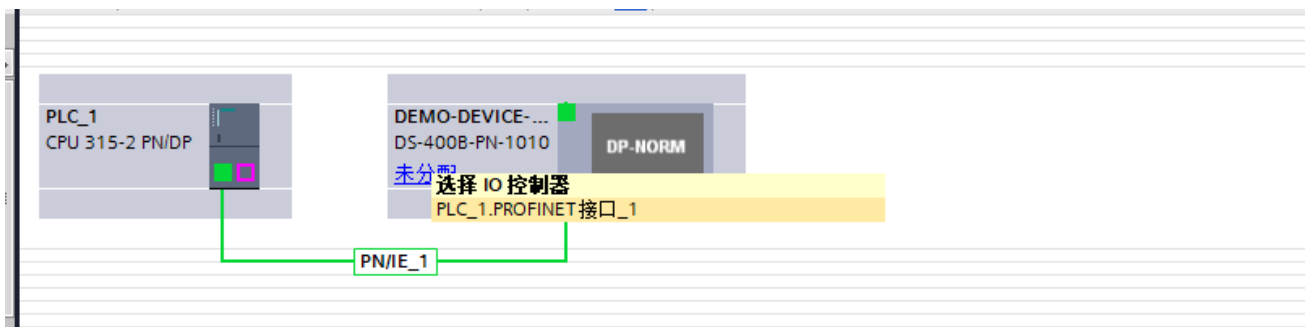 PLC_1
CPU 315-2 PN/DP
DEMO-DEVICE-...
DS-400B-PN-1010
DP-NORM
未分配
选择 IO 控制器
PLC_1.PROFINET接口_1
PN/IE_1